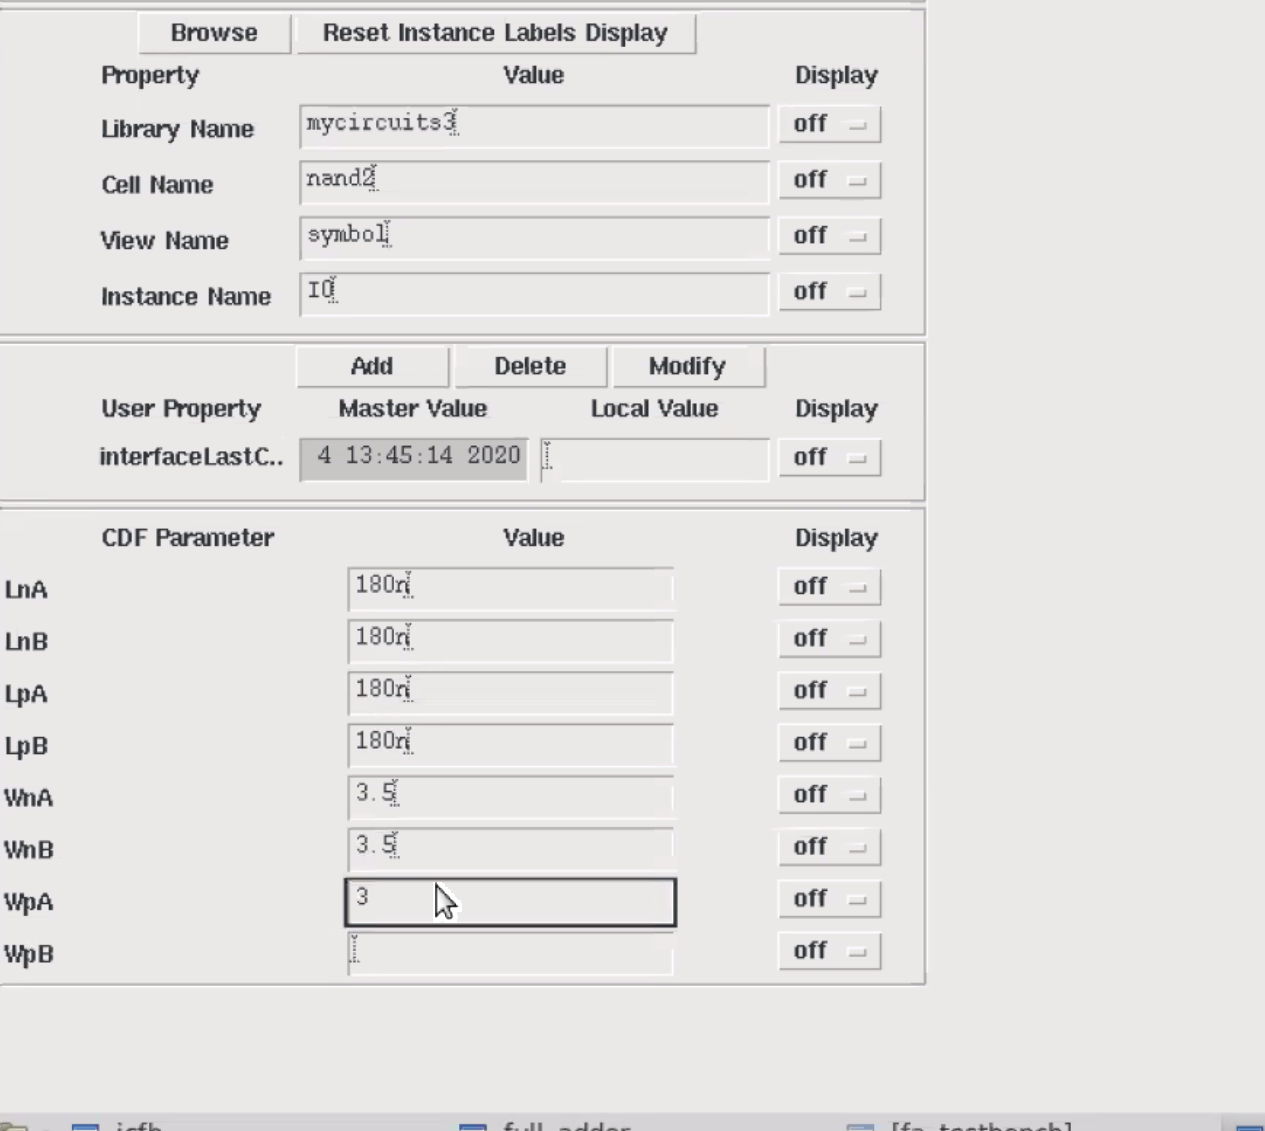 Browse Reset Instance Labels Display
Property Value Display
Library Name mycircuits3 off
Cell Name nand2 off
View Name symbol off
Instance Name I0 off
Add Delete Modify
User Property Master Value Local Value Display
interfaceLastC.. 4 13:45:14 2020 off
CDF Parameter Value Display
LnA 180n off
LnB 180n off
LpA 180n off
LpB 180n off
WnA 3.5 off
WnB 3.5 off
WpA 3 off
WpB off
icfb full_adder [fa_testbench]